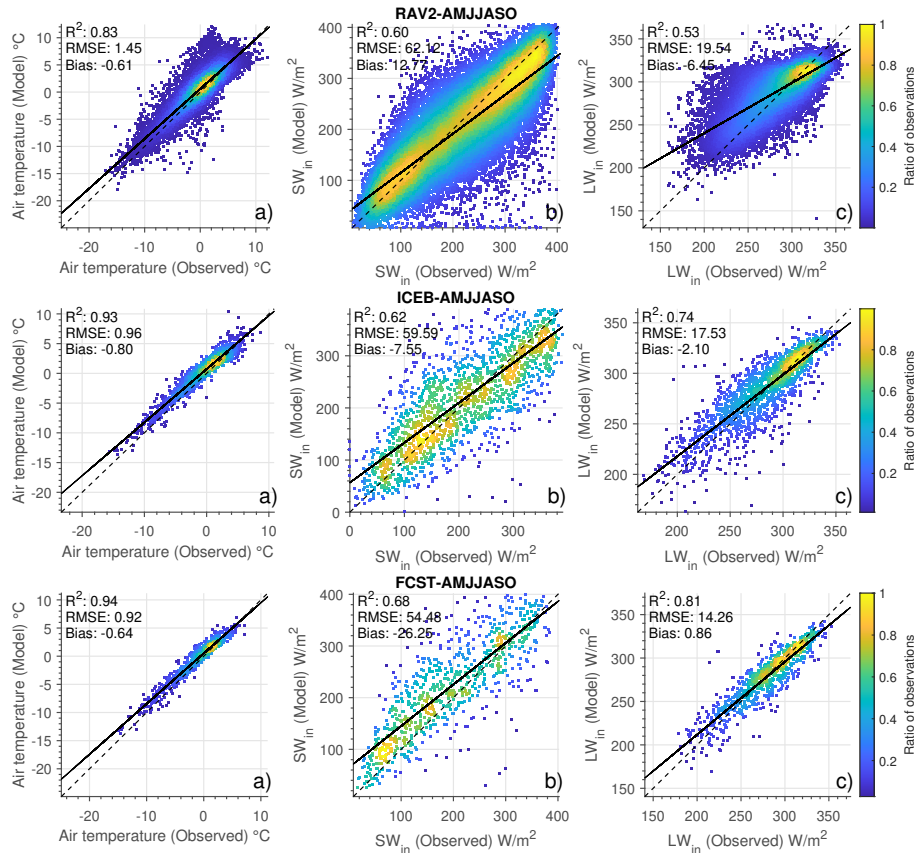 RAV2-AMJJASO
Air temperature (Model) °C
10
5
0
-5
-10
-15
-20
R²: 0.83
RMSE: 1.45
Bias: -0.61
a)
-20
-10
0
10
Air temperature (Observed) °C
SW_in (Model) W/m²
400
300
200
100
R²: 0.60
RMSE: 62.12
Bias: 12.77
b)
100
200
300
400
SW_in (Observed) W/m²
LW_in (Model) W/m²
350
300
250
200
150
R²: 0.53
RMSE: 19.54
Bias: -6.45
c)
150
200
250
300
350
LW_in (Observed) W/m²
1
0.8
0.6
0.4
0.2
Ratio of observations
ICEB-AMJJASO
Air temperature (Model) °C
10
5
0
-5
-10
-15
-20
R²: 0.93
RMSE: 0.96
Bias: -0.80
a)
-20
-10
0
10
Air temperature (Observed) °C
SW_in (Model) W/m²
300
200
100
0
R²: 0.62
RMSE: 59.59
Bias: -7.55
b)
0
100
200
300
SW_in (Observed) W/m²
LW_in (Model) W/m²
350
300
250
200
R²: 0.74
RMSE: 17.53
Bias: -2.10
c)
200
250
300
350
LW_in (Observed) W/m²
0.8
0.6
0.4
0.2
Ratio of observations
FCST-AMJJASO
Air temperature (Model) °C
10
5
0
-5
-10
-15
-20
R²: 0.94
RMSE: 0.92
Bias: -0.64
a)
-20
-10
0
10
Air temperature (Observed) °C
SW_in (Model) W/m²
400
300
200
100
R²: 0.68
RMSE: 54.48
Bias: -26.25
b)
100
200
300
400
SW_in (Observed) W/m²
LW_in (Model) W/m²
350
300
250
200
150
R²: 0.81
RMSE: 14.26
Bias: 0.86
c)
150
200
250
300
350
LW_in (Observed) W/m²
1
0.8
0.6
0.4
0.2
Ratio of observations